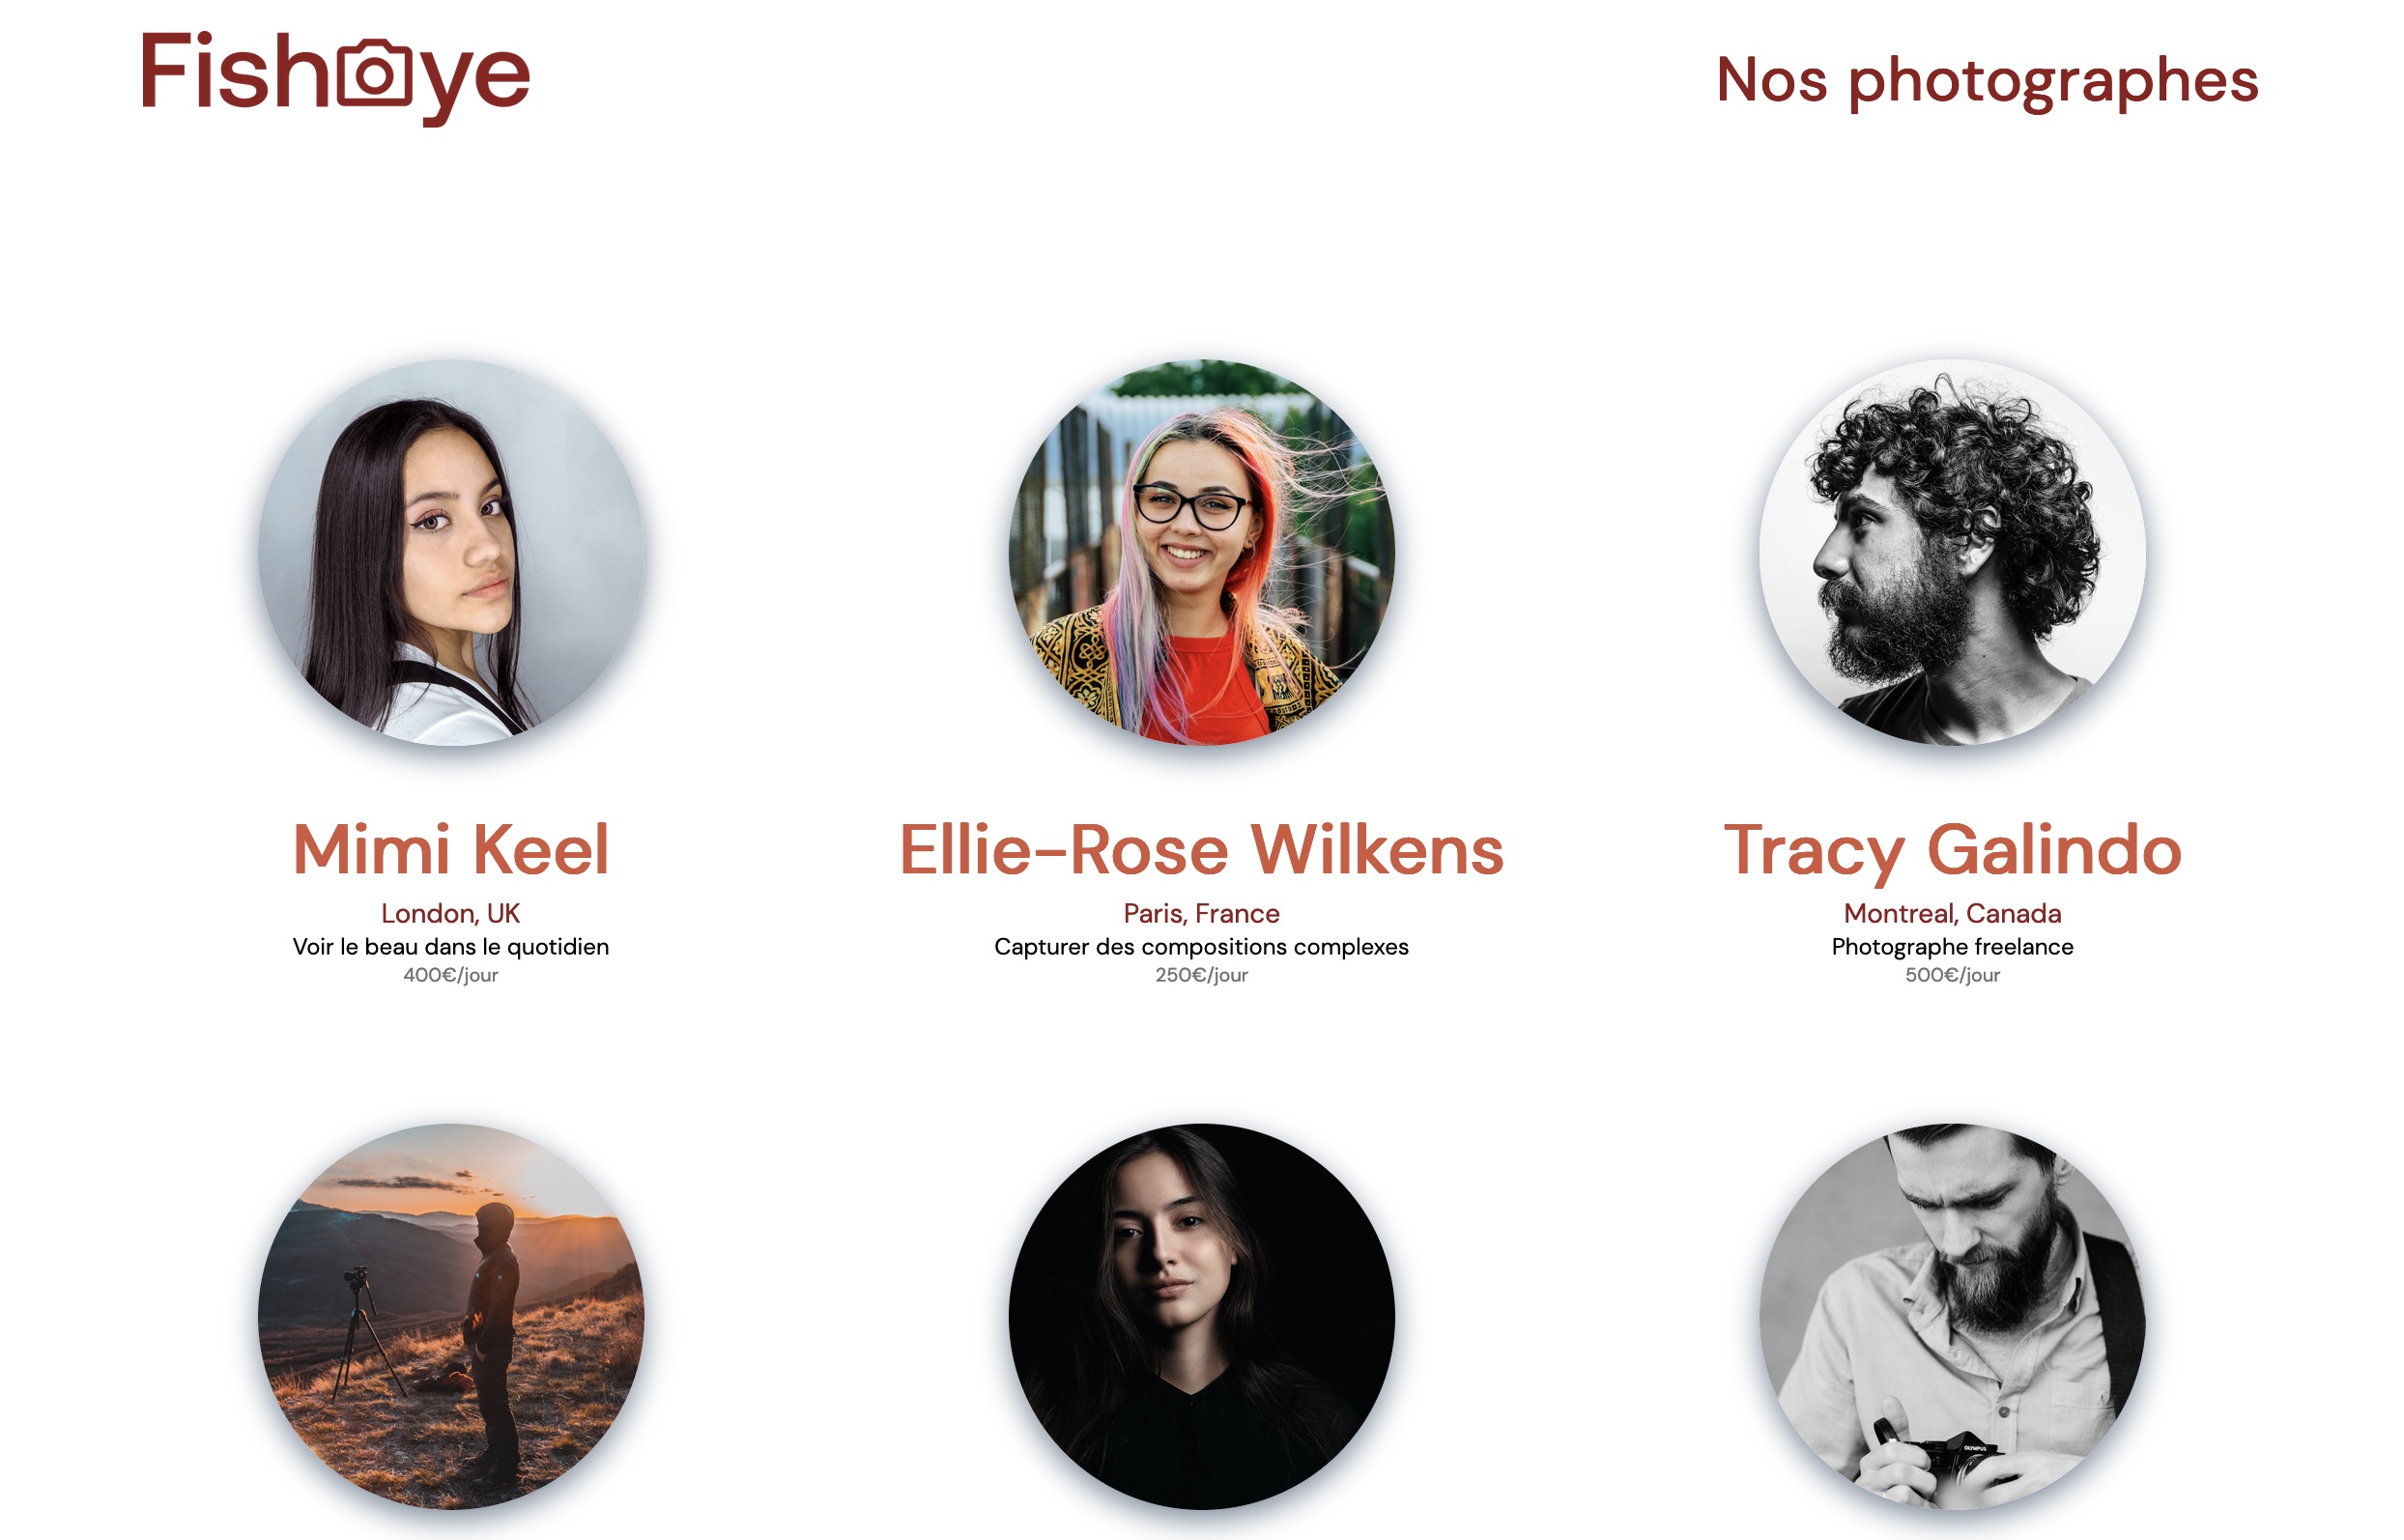 Fisheye
Nos photographes
Mimi Keel
London, UK
Voir le beau dans le quotidien
400€/jour
Ellie-Rose Wilkens
Paris, France
Capturer des compositions complexes
250€/jour
Tracy Galindo
Montreal, Canada
Photographe freelance
500€/jour
OLYMPUS